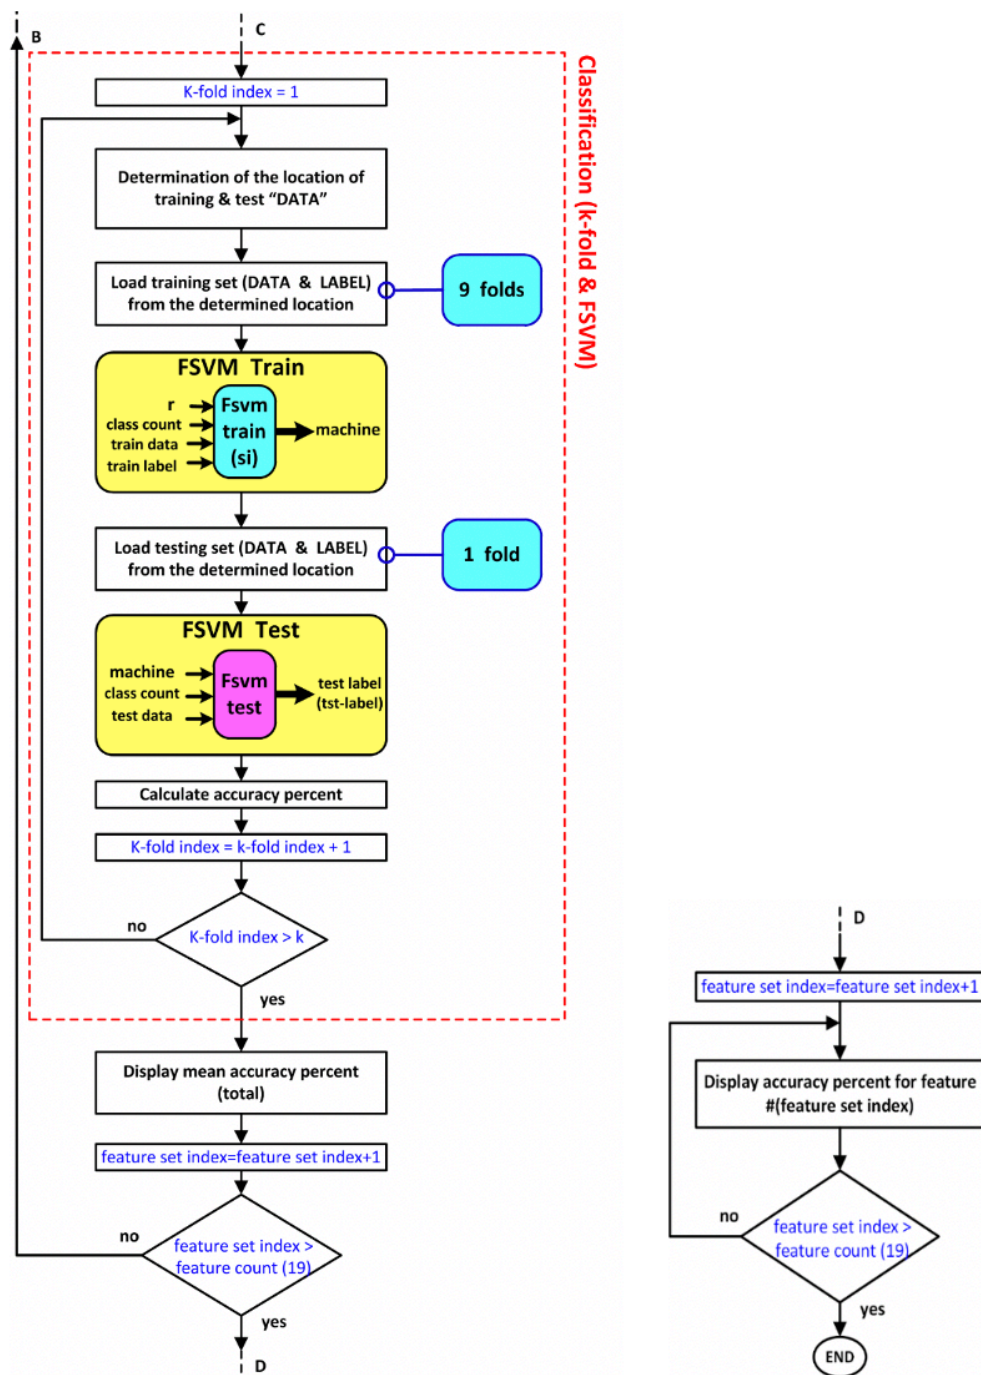 B
C
K-fold index = 1
Determination of the location of
training & test “DATA”
Load training set (DATA & LABEL)
from the determined location
9 folds
FSVM Train
r
class count
train data
train label
Fsvm
train
(si)
machine
Load testing set (DATA & LABEL)
from the determined location
1 fold
FSVM Test
machine
class count
test data
Fsvm
test
test label
(tst-label)
Calculate accuracy percent
K-fold index = k-fold index + 1
K-fold index > k
no
yes
Classification (k-fold & FSVM)
Display mean accuracy percent
(total)
feature set index=feature set index+1
feature set index >
feature count (19)
no
yes
D
D
feature set index=feature set index+1
Display accuracy percent for feature
#(feature set index)
feature set index >
feature count (19)
no
yes
END